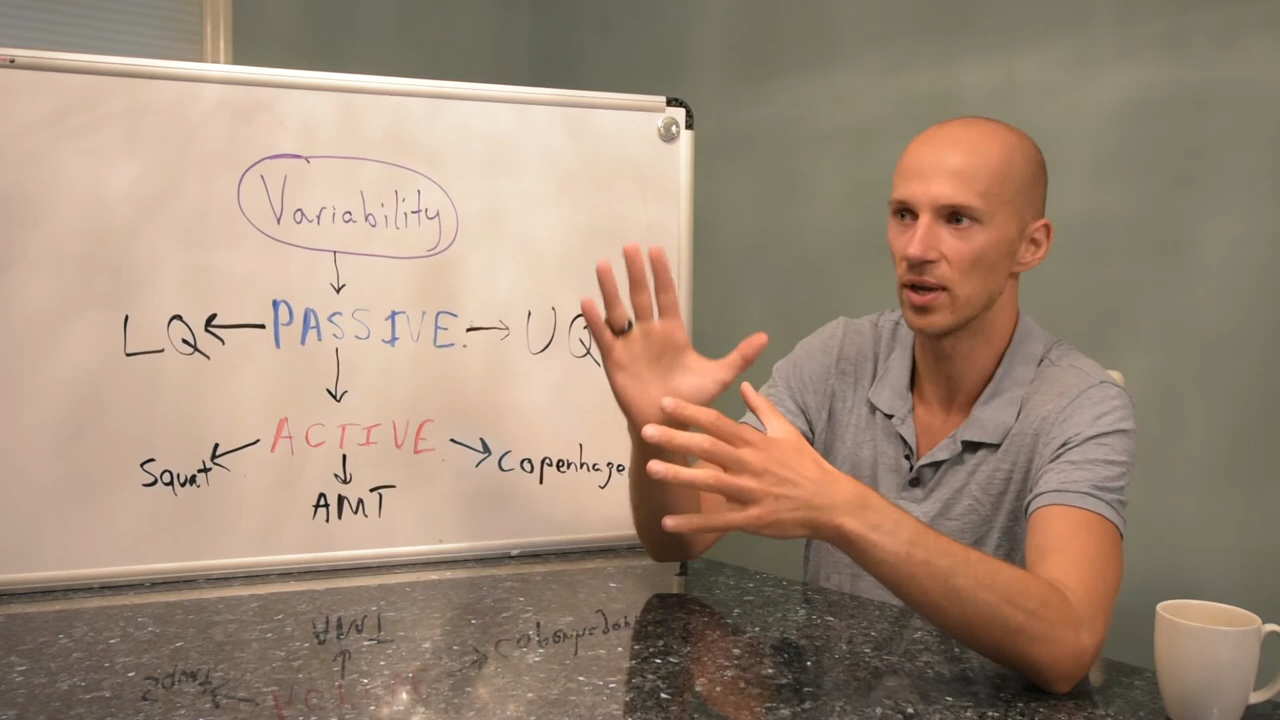 Variability
LQ PASSIVE UQ
ACTIVE
Squat Copenhage
AMT